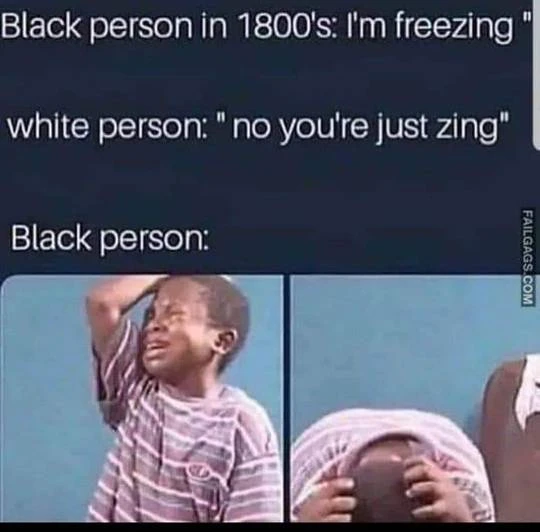 Black person in 1800's: I'm freezing "
white person: " no you're just zing"
Black person:
FAILGAGS.COM